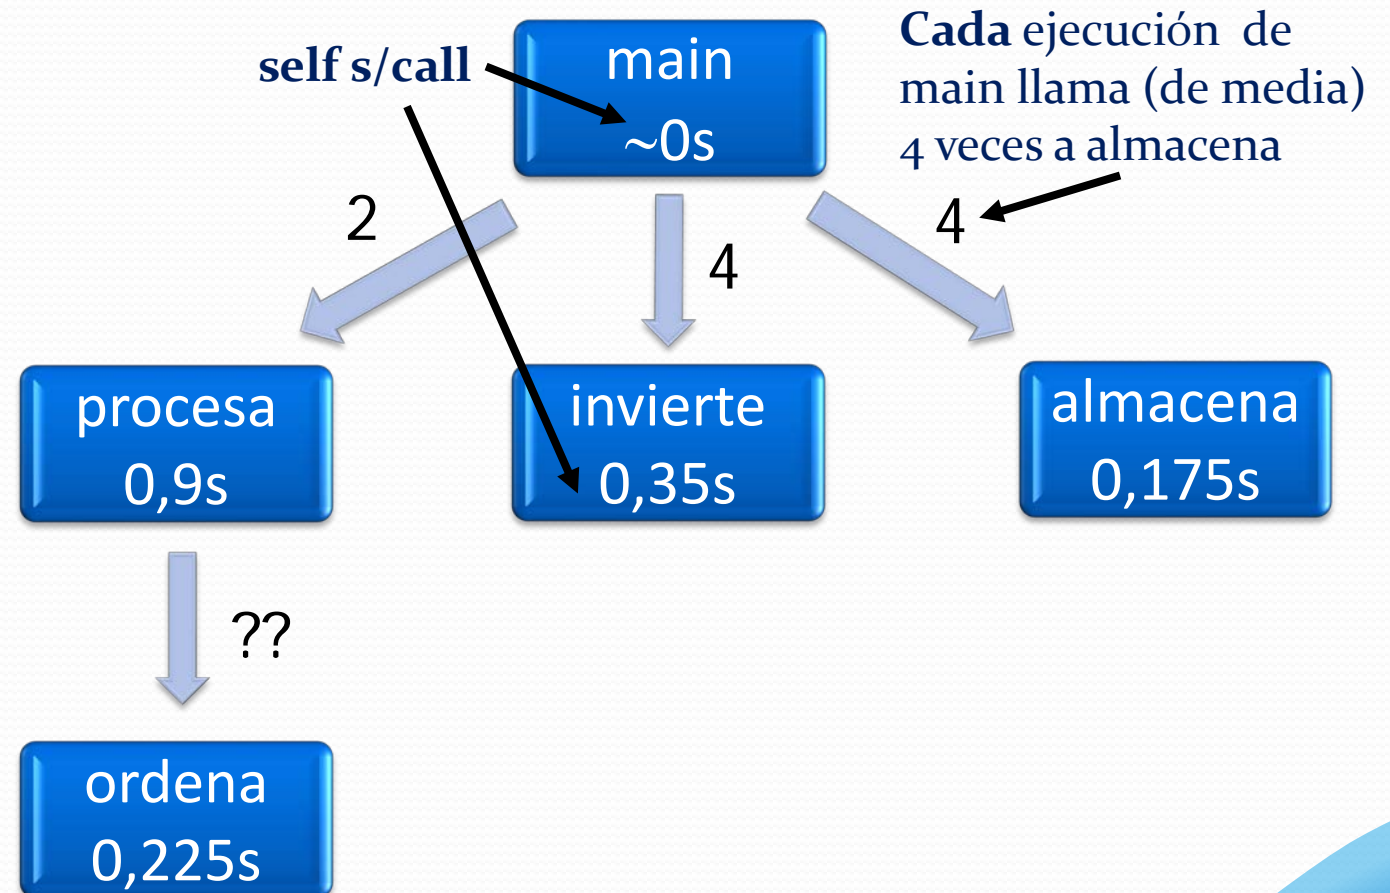 self s/call
main
~0s
Cada ejecución de
main llama (de media)
4 veces a almacena
2
4
4
procesa
0,9s
invierte
0,35s
almacena
0,175s
??
ordena
0,225s